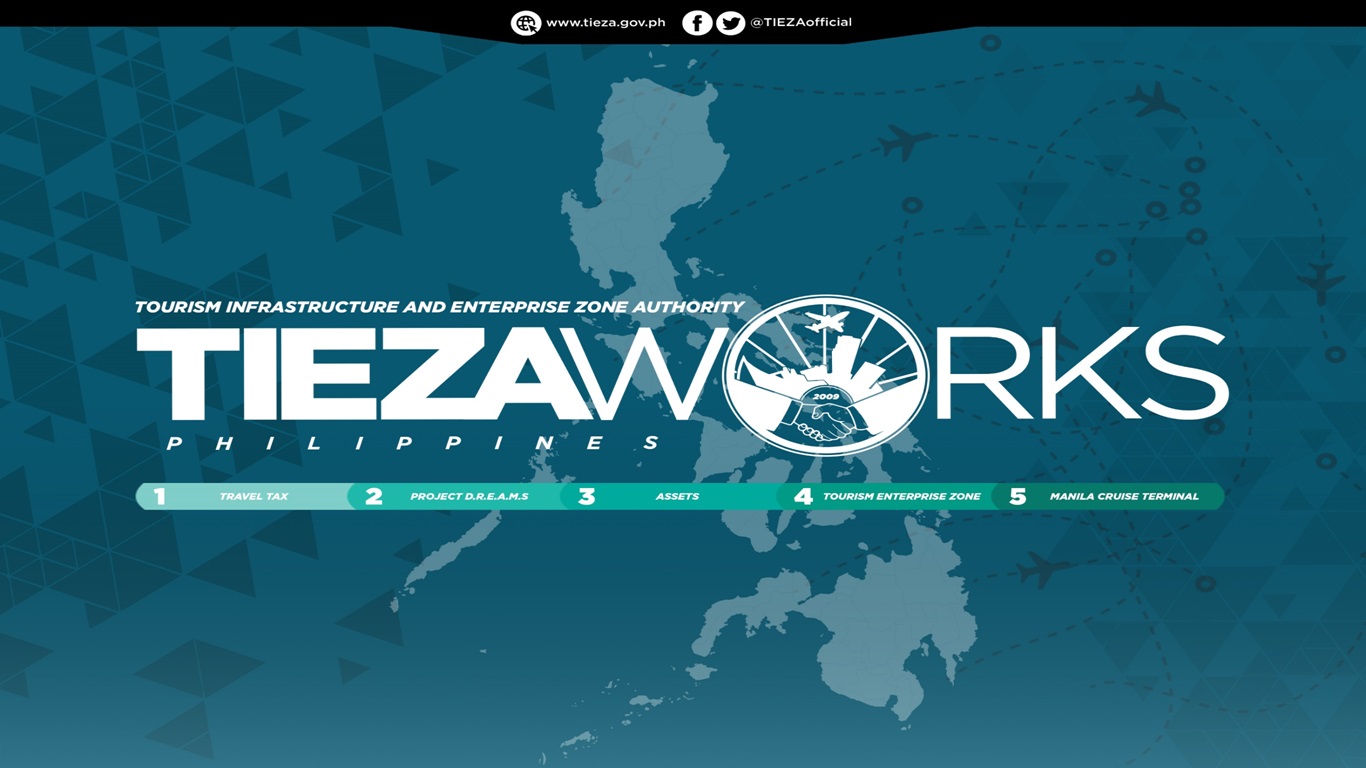 www.tieza.gov.ph @TIEZAofficial
TOURISM INFRASTRUCTURE AND ENTERPRISE ZONE AUTHORITY
TIEZAWORKS
2009
PHILIPPINES
1 TRAVEL TAX 2 PROJECT D.R.E.A.M.S 3 ASSETS 4 TOURISM ENTERPRISE ZONE 5 MANILA CRUISE TERMINAL